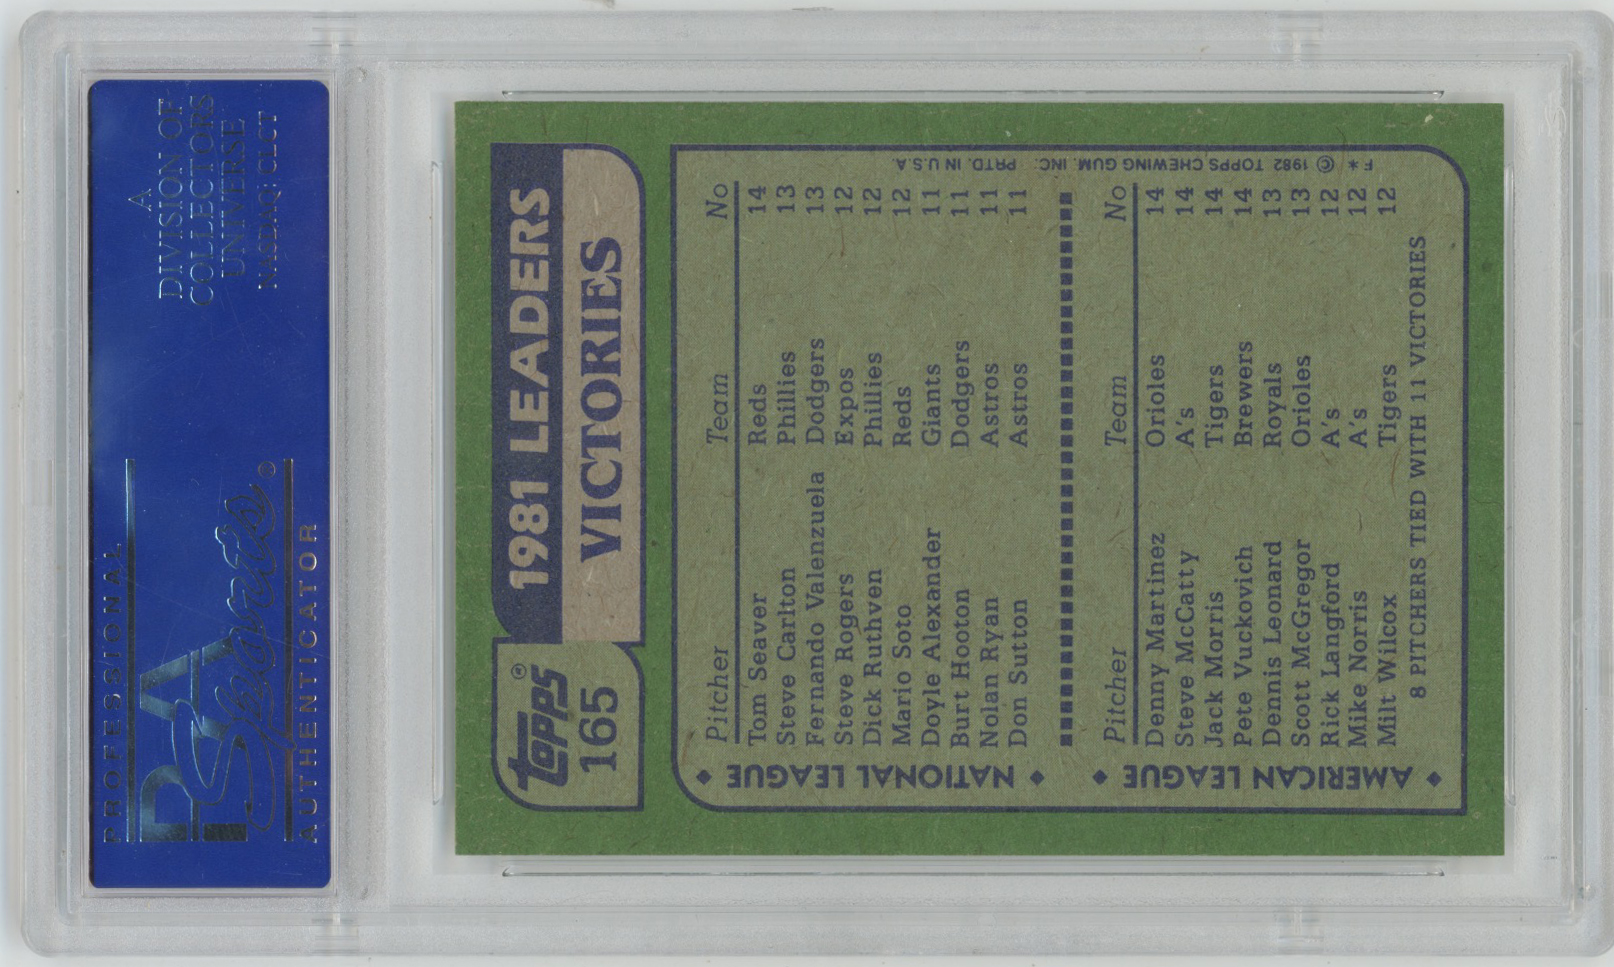 A
DIVISION OF
COLLECTORS
UNIVERSE
NASDAQ: CLCT
PROFESSIONAL
PSA
Sports
AUTHENTICATOR
topps®
165
1981 LEADERS
VICTORIES
NATIONAL LEAGUE
Pitcher Team No
Tom Seaver Reds 14
Steve Carlton Phillies 13
Fernando Valenzuela Dodgers 13
Steve Rogers Expos 12
Dick Ruthven Phillies 12
Mario Soto Reds 12
Doyle Alexander Giants 11
Burt Hooton Dodgers 11
Nolan Ryan Astros 11
Don Sutton Astros 11
AMERICAN LEAGUE
Pitcher Team No
Denny Martinez Orioles 14
Steve McCatty A's 14
Jack Morris Tigers 14
Pete Vuckovich Brewers 14
Dennis Leonard Royals 13
Scott McGregor Orioles 13
Rick Langford A's 12
Mike Norris A's 12
Milt Wilcox Tigers 12
8 PITCHERS TIED WITH 11 VICTORIES
F * © 1982 TOPPS CHEWING GUM, INC. PRTD. IN U.S.A